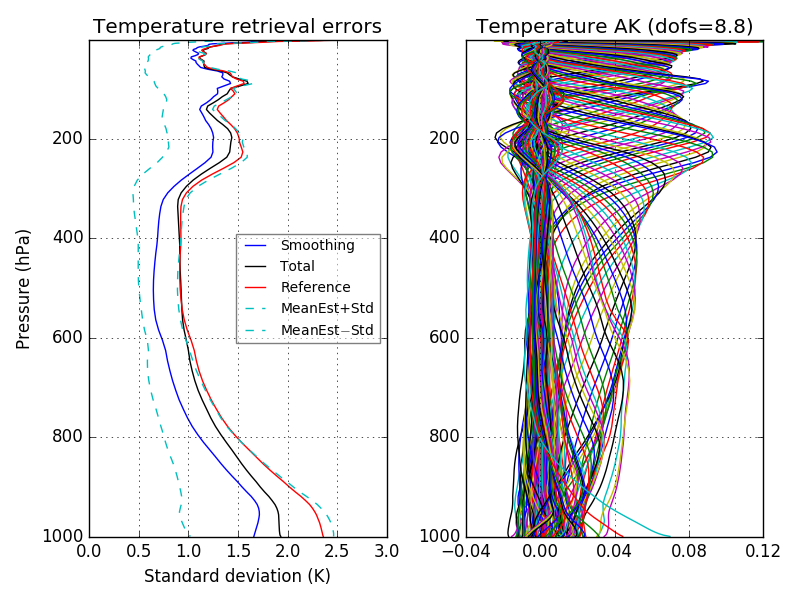 Temperature retrieval errors
200
400
600
800
1000
Pressure (hPa)
Smoothing
Total
Reference
MeanEst+Std
MeanEst−Std
0.0 0.5 1.0 1.5 2.0 2.5 3.0
Standard deviation (K)
Temperature AK (dofs=8.8)
200
400
600
800
1000
−0.04 0.00 0.04 0.08 0.12